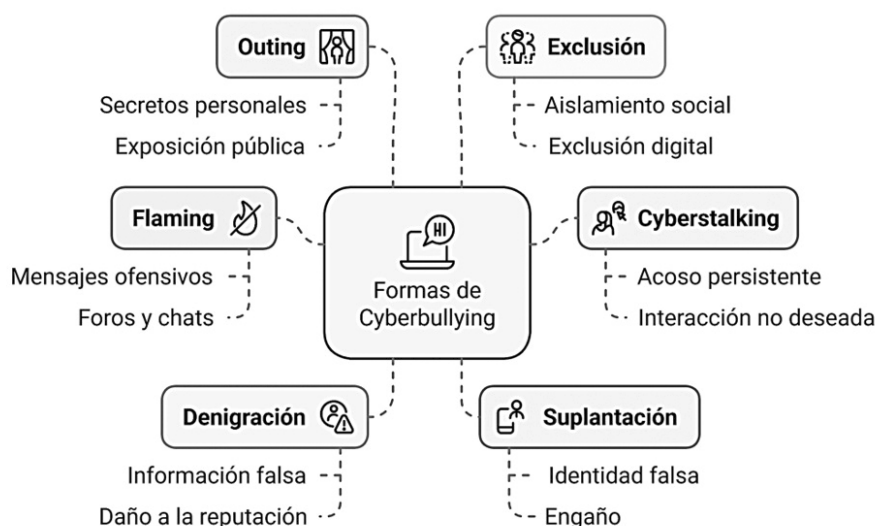 Outing
Secretos personales
Exposición pública
Exclusión
Aislamiento social
Exclusión digital
Flaming
Mensajes ofensivos
Foros y chats
HI
Formas de
Cyberbullying
Cyberstalking
Acoso persistente
Interacción no deseada
Denigración
Información falsa
Daño a la reputación
Suplantación
Identidad falsa
Engaño